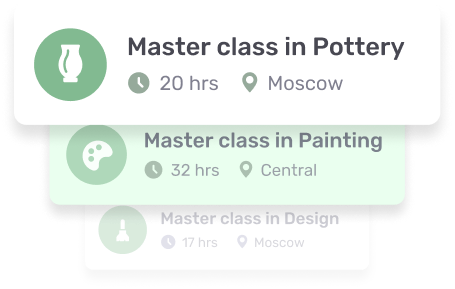 Master class in Pottery
20 hrs Moscow
Master class in Painting
32 hrs Central
Master class in Design
17 hrs Moscow